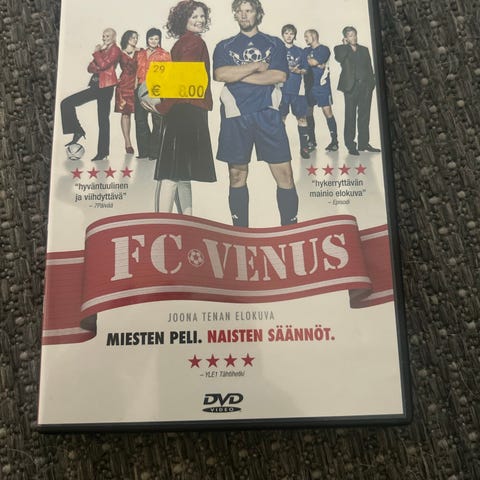 29
€ 8.00
★★★★
"hyväntuulinen
ja viihdyttävä"
– 7Päivää
★★★★
"hykerryttävän
mainio elokuva"
– Episodi
FC VENUS
JOONA TENAN ELOKUVA
MIESTEN PELI. NAISTEN SÄÄNNÖT.
★★★★
– YLE1 Tähtihetki
DVD
VIDEO